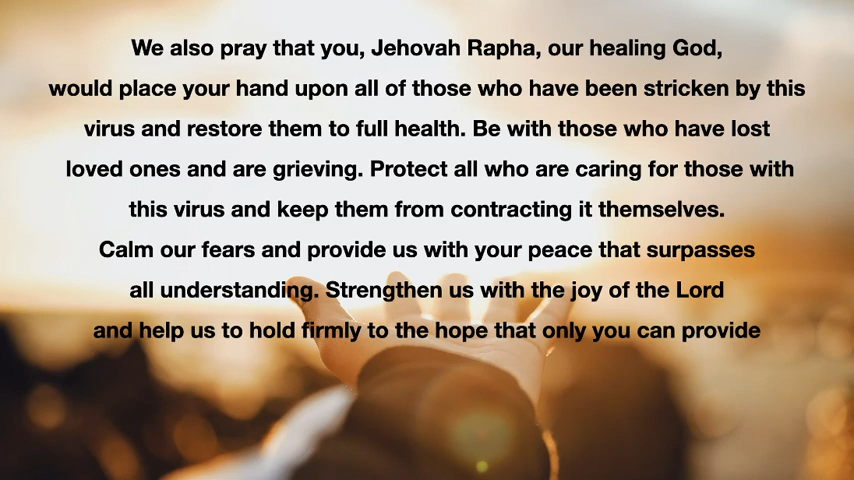 We also pray that you, Jehovah Rapha, our healing God,
would place your hand upon all of those who have been stricken by this
virus and restore them to full health. Be with those who have lost
loved ones and are grieving. Protect all who are caring for those with
this virus and keep them from contracting it themselves.
Calm our fears and provide us with your peace that surpasses
all understanding. Strengthen us with the joy of the Lord
and help us to hold firmly to the hope that only you can provide